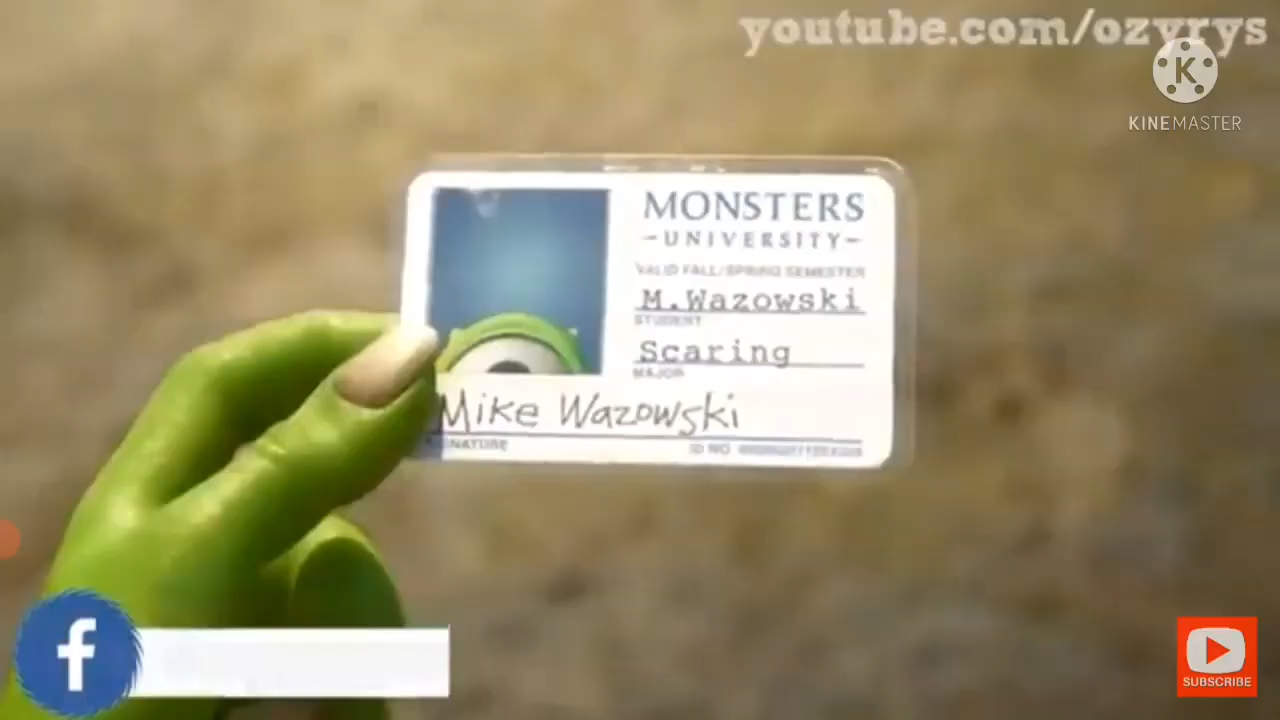 youtube.com/ozyrys
K
KINEMASTER
MONSTERS
-UNIVERSITY-
VALID FALL/SPRING SEMESTER
M.Wazowski
STUDENT
Scaring
MAJOR
Mike Wazowski
NATURE ID NO
f
SUBSCRIBE